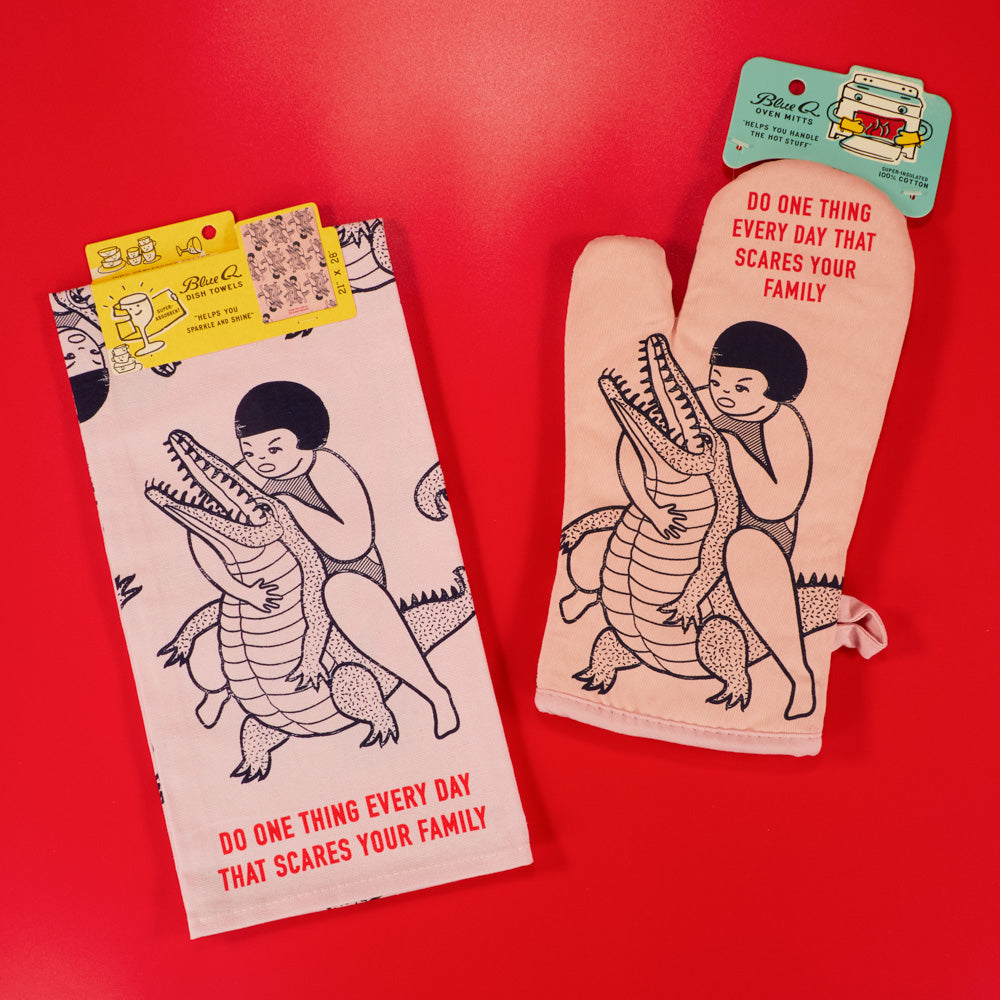 Blue Q
DISH TOWELS
SUPER-
ABSORBENT
"HELPS YOU
SPARKLE AND SHINE"
21" X 28"
DO ONE THING EVERY DAY
THAT SCARES YOUR FAMILY
Blue Q
OVEN MITTS
"HELPS YOU HANDLE
THE HOT STUFF"
SUPER-INSULATED
100% COTTON
DO ONE THING
EVERY DAY THAT
SCARES YOUR
FAMILY